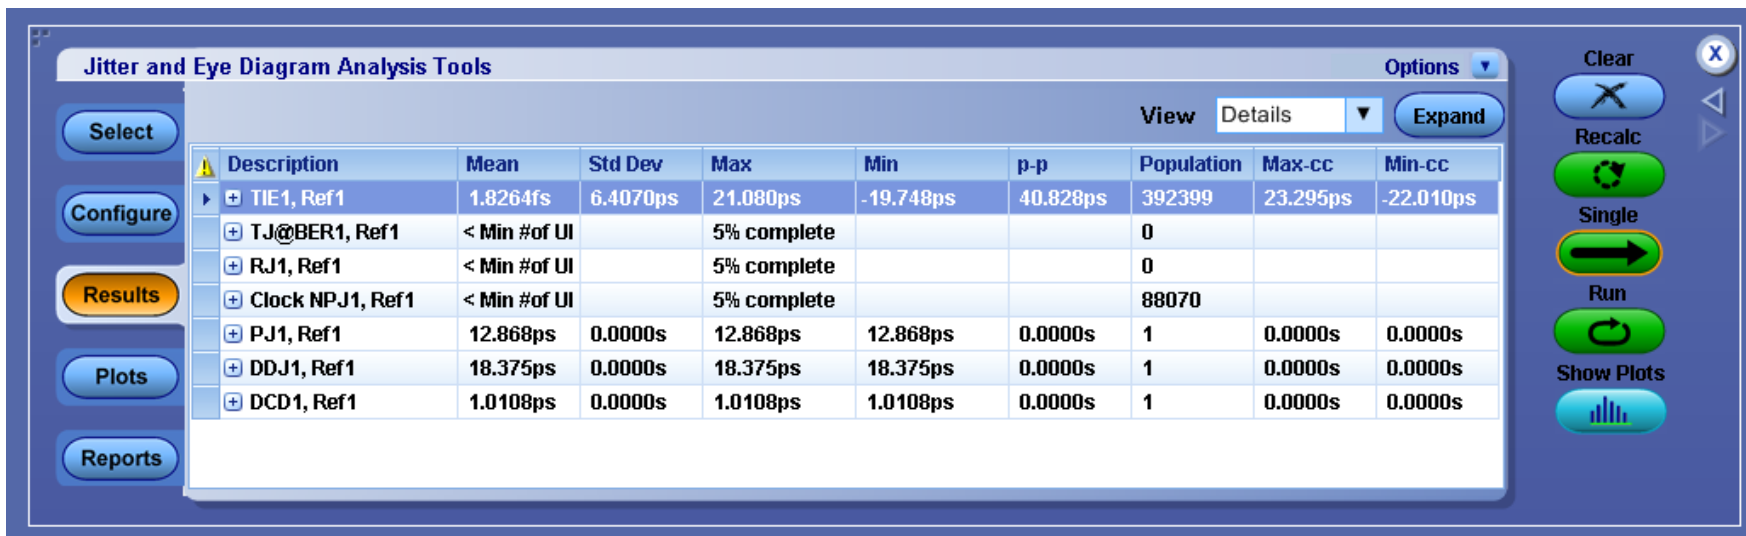 Jitter and Eye Diagram Analysis Tools Options
Clear
X
View Details Expand
Select
Recalc
Description Mean Std Dev Max Min p-p Population Max-cc Min-cc
TIE1, Ref1 1.8264fs 6.4070ps 21.080ps -19.748ps 40.828ps 392399 23.295ps -22.010ps
Configure
Single
TJ@BER1, Ref1 < Min #of UI 5% complete 0
RJ1, Ref1 < Min #of UI 5% complete 0
Results
Run
Clock NPJ1, Ref1 < Min #of UI 5% complete 88070
PJ1, Ref1 12.868ps 0.0000s 12.868ps 12.868ps 0.0000s 1 0.0000s 0.0000s
DDJ1, Ref1 18.375ps 0.0000s 18.375ps 18.375ps 0.0000s 1 0.0000s 0.0000s
Plots
Show Plots
DCD1, Ref1 1.0108ps 0.0000s 1.0108ps 1.0108ps 0.0000s 1 0.0000s 0.0000s
Reports